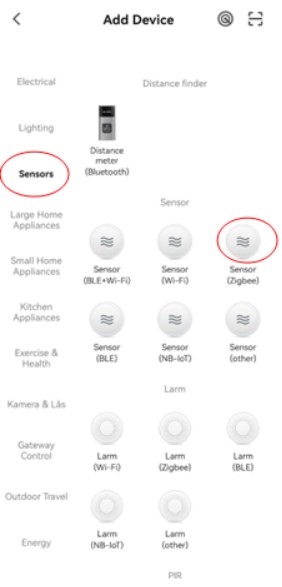 Add Device
Electrical
Lighting
Sensors
Large Home
Appliances
Small Home
Appliances
Kitchen
Appliances
Exercise &
Health
Kamera & Lås
Gateway
Control
Outdoor Travel
Energy
Distance finder
Distance
meter
(Bluetooth)
Sensor
Sensor
(BLE+Wi-Fi)
Sensor
(Wi-Fi)
Sensor
(Zigbee)
Sensor
(BLE)
Sensor
(NB-IoT)
Sensor
(other)
Larm
Larm
(Wi-Fi)
Larm
(Zigbee)
Larm
(BLE)
Larm
(NB-IoT)
Larm
(other)
PIR